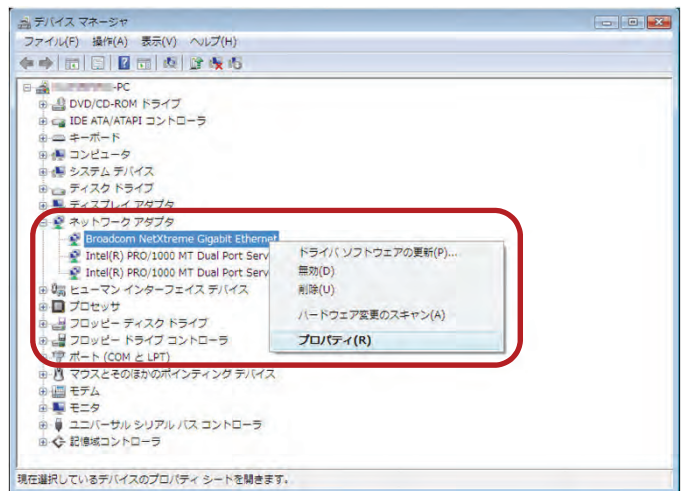 デバイス マネージャ
ファイル(F) 操作(A) 表示(V) ヘルプ(H)
-PC
DVD/CD-ROM ドライブ
IDE ATA/ATAPI コントローラ
キーボード
コンピュータ
システム デバイス
ディスク ドライブ
ディスプレイ アダプタ
ネットワーク アダプタ
Broadcom NetXtreme Gigabit Ethernet
Intel(R) PRO/1000 MT Dual Port Serv
Intel(R) PRO/1000 MT Dual Port Serv
ヒューマン インターフェイス デバイス
プロセッサ
フロッピー ディスク ドライブ
フロッピー ドライブ コントローラ
ポート (COM と LPT)
マウスとそのほかのポインティング デバイス
モデム
モニタ
ユニバーサル シリアル バス コントローラ
記憶域コントローラ
ドライバ ソフトウェアの更新(P)...
無効(D)
削除(U)
ハードウェア変更のスキャン(A)
プロパティ(R)
現在選択しているデバイスのプロパティ シートを開きます。